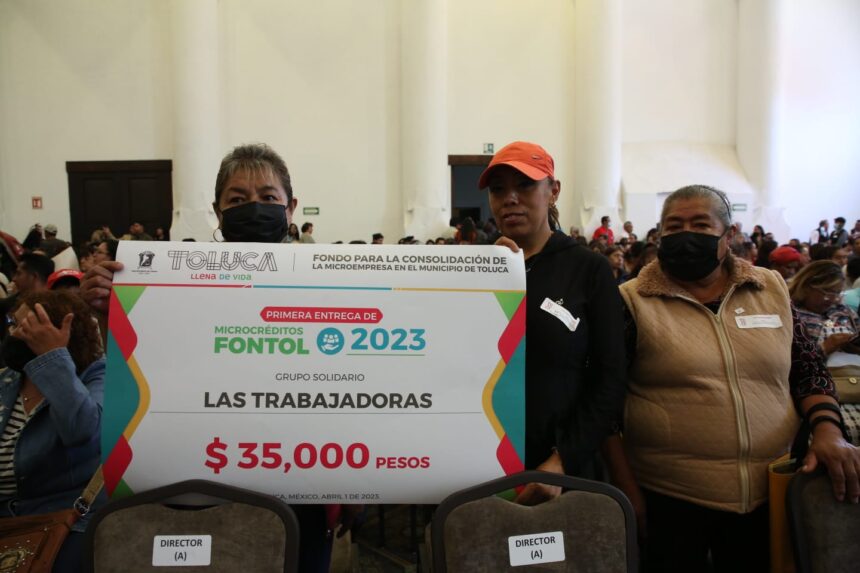 TOLUCA
LLENA DE VIDA
FONDO PARA LA CONSOLIDACIÓN DE
LA MICROEMPRESA EN EL MUNICIPIO DE TOLUCA
PRIMERA ENTREGA DE
MICROCRÉDITOS
FONTOL 2023
GRUPO SOLIDARIO
LAS TRABAJADORAS
$ 35,000 PESOS
MÉXICO, ABRIL 1 DE 2023
DIRECTOR
(A)
DIRECTOR
(A)